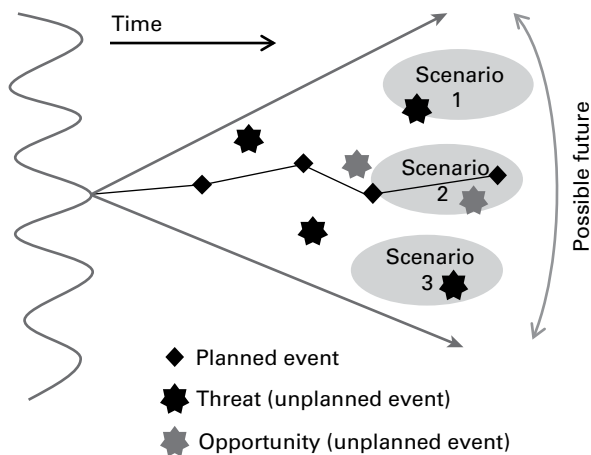 Time
Scenario
1
Scenario
2
Scenario
3
Possible future
Planned event
Threat (unplanned event)
Opportunity (unplanned event)